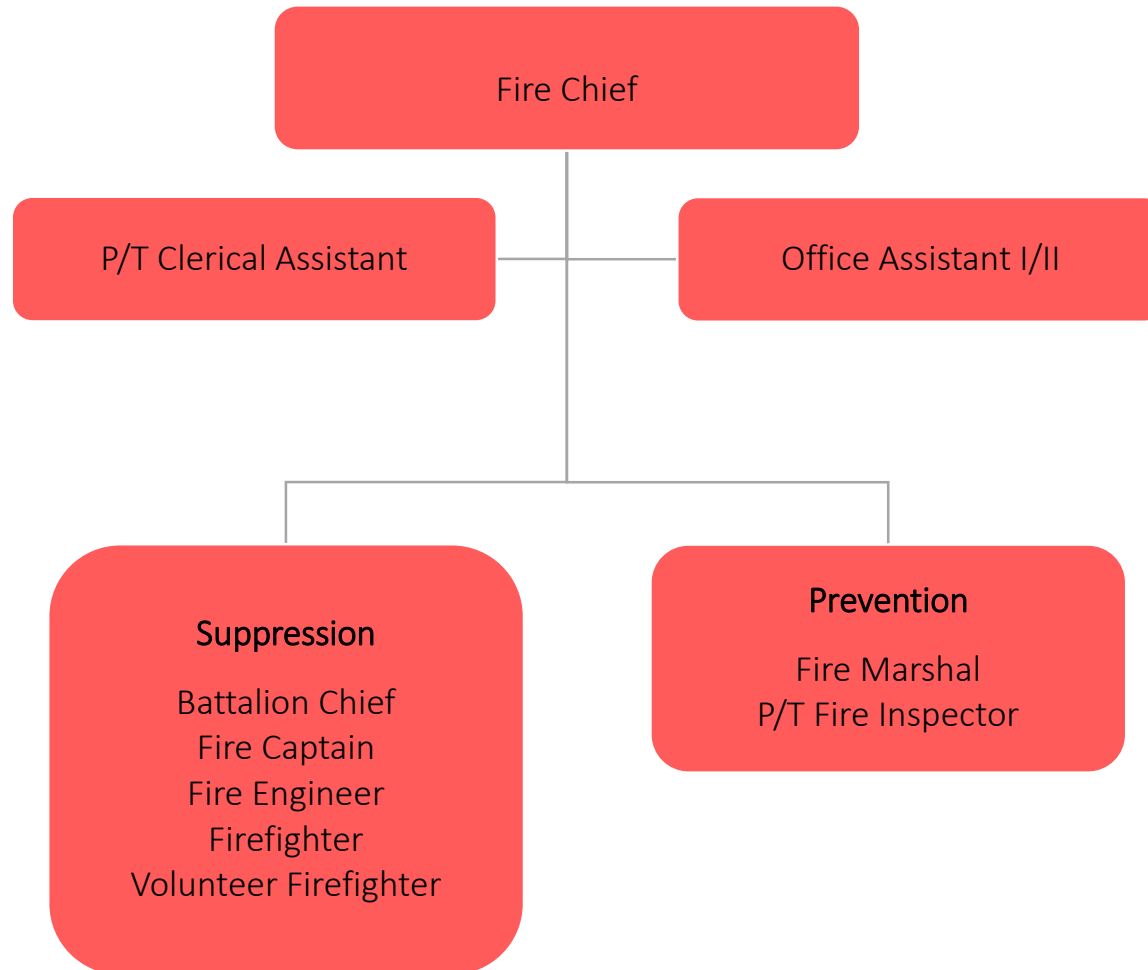 Fire Chief
P/T Clerical Assistant
Office Assistant I/II
Suppression
Battalion Chief
Fire Captain
Fire Engineer
Firefighter
Volunteer Firefighter
Prevention
Fire Marshal
P/T Fire Inspector